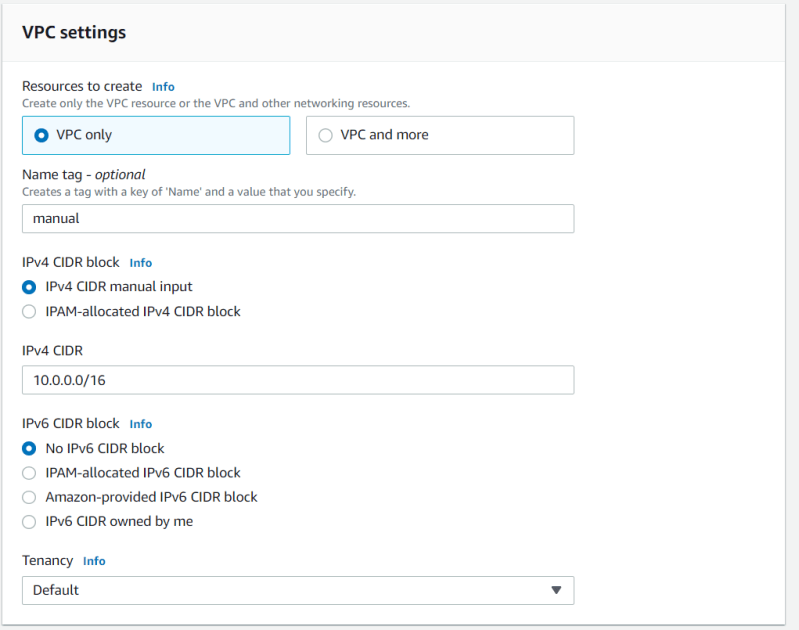 VPC settings
Resources to create Info
Create only the VPC resource or the VPC and other networking resources.
VPC only VPC and more
Name tag - optional
Creates a tag with a key of 'Name' and a value that you specify.
manual
IPv4 CIDR block Info
IPv4 CIDR manual input
IPAM-allocated IPv4 CIDR block
IPv4 CIDR
10.0.0.0/16
IPv6 CIDR block Info
No IPv6 CIDR block
IPAM-allocated IPv6 CIDR block
Amazon-provided IPv6 CIDR block
IPv6 CIDR owned by me
Tenancy Info
Default